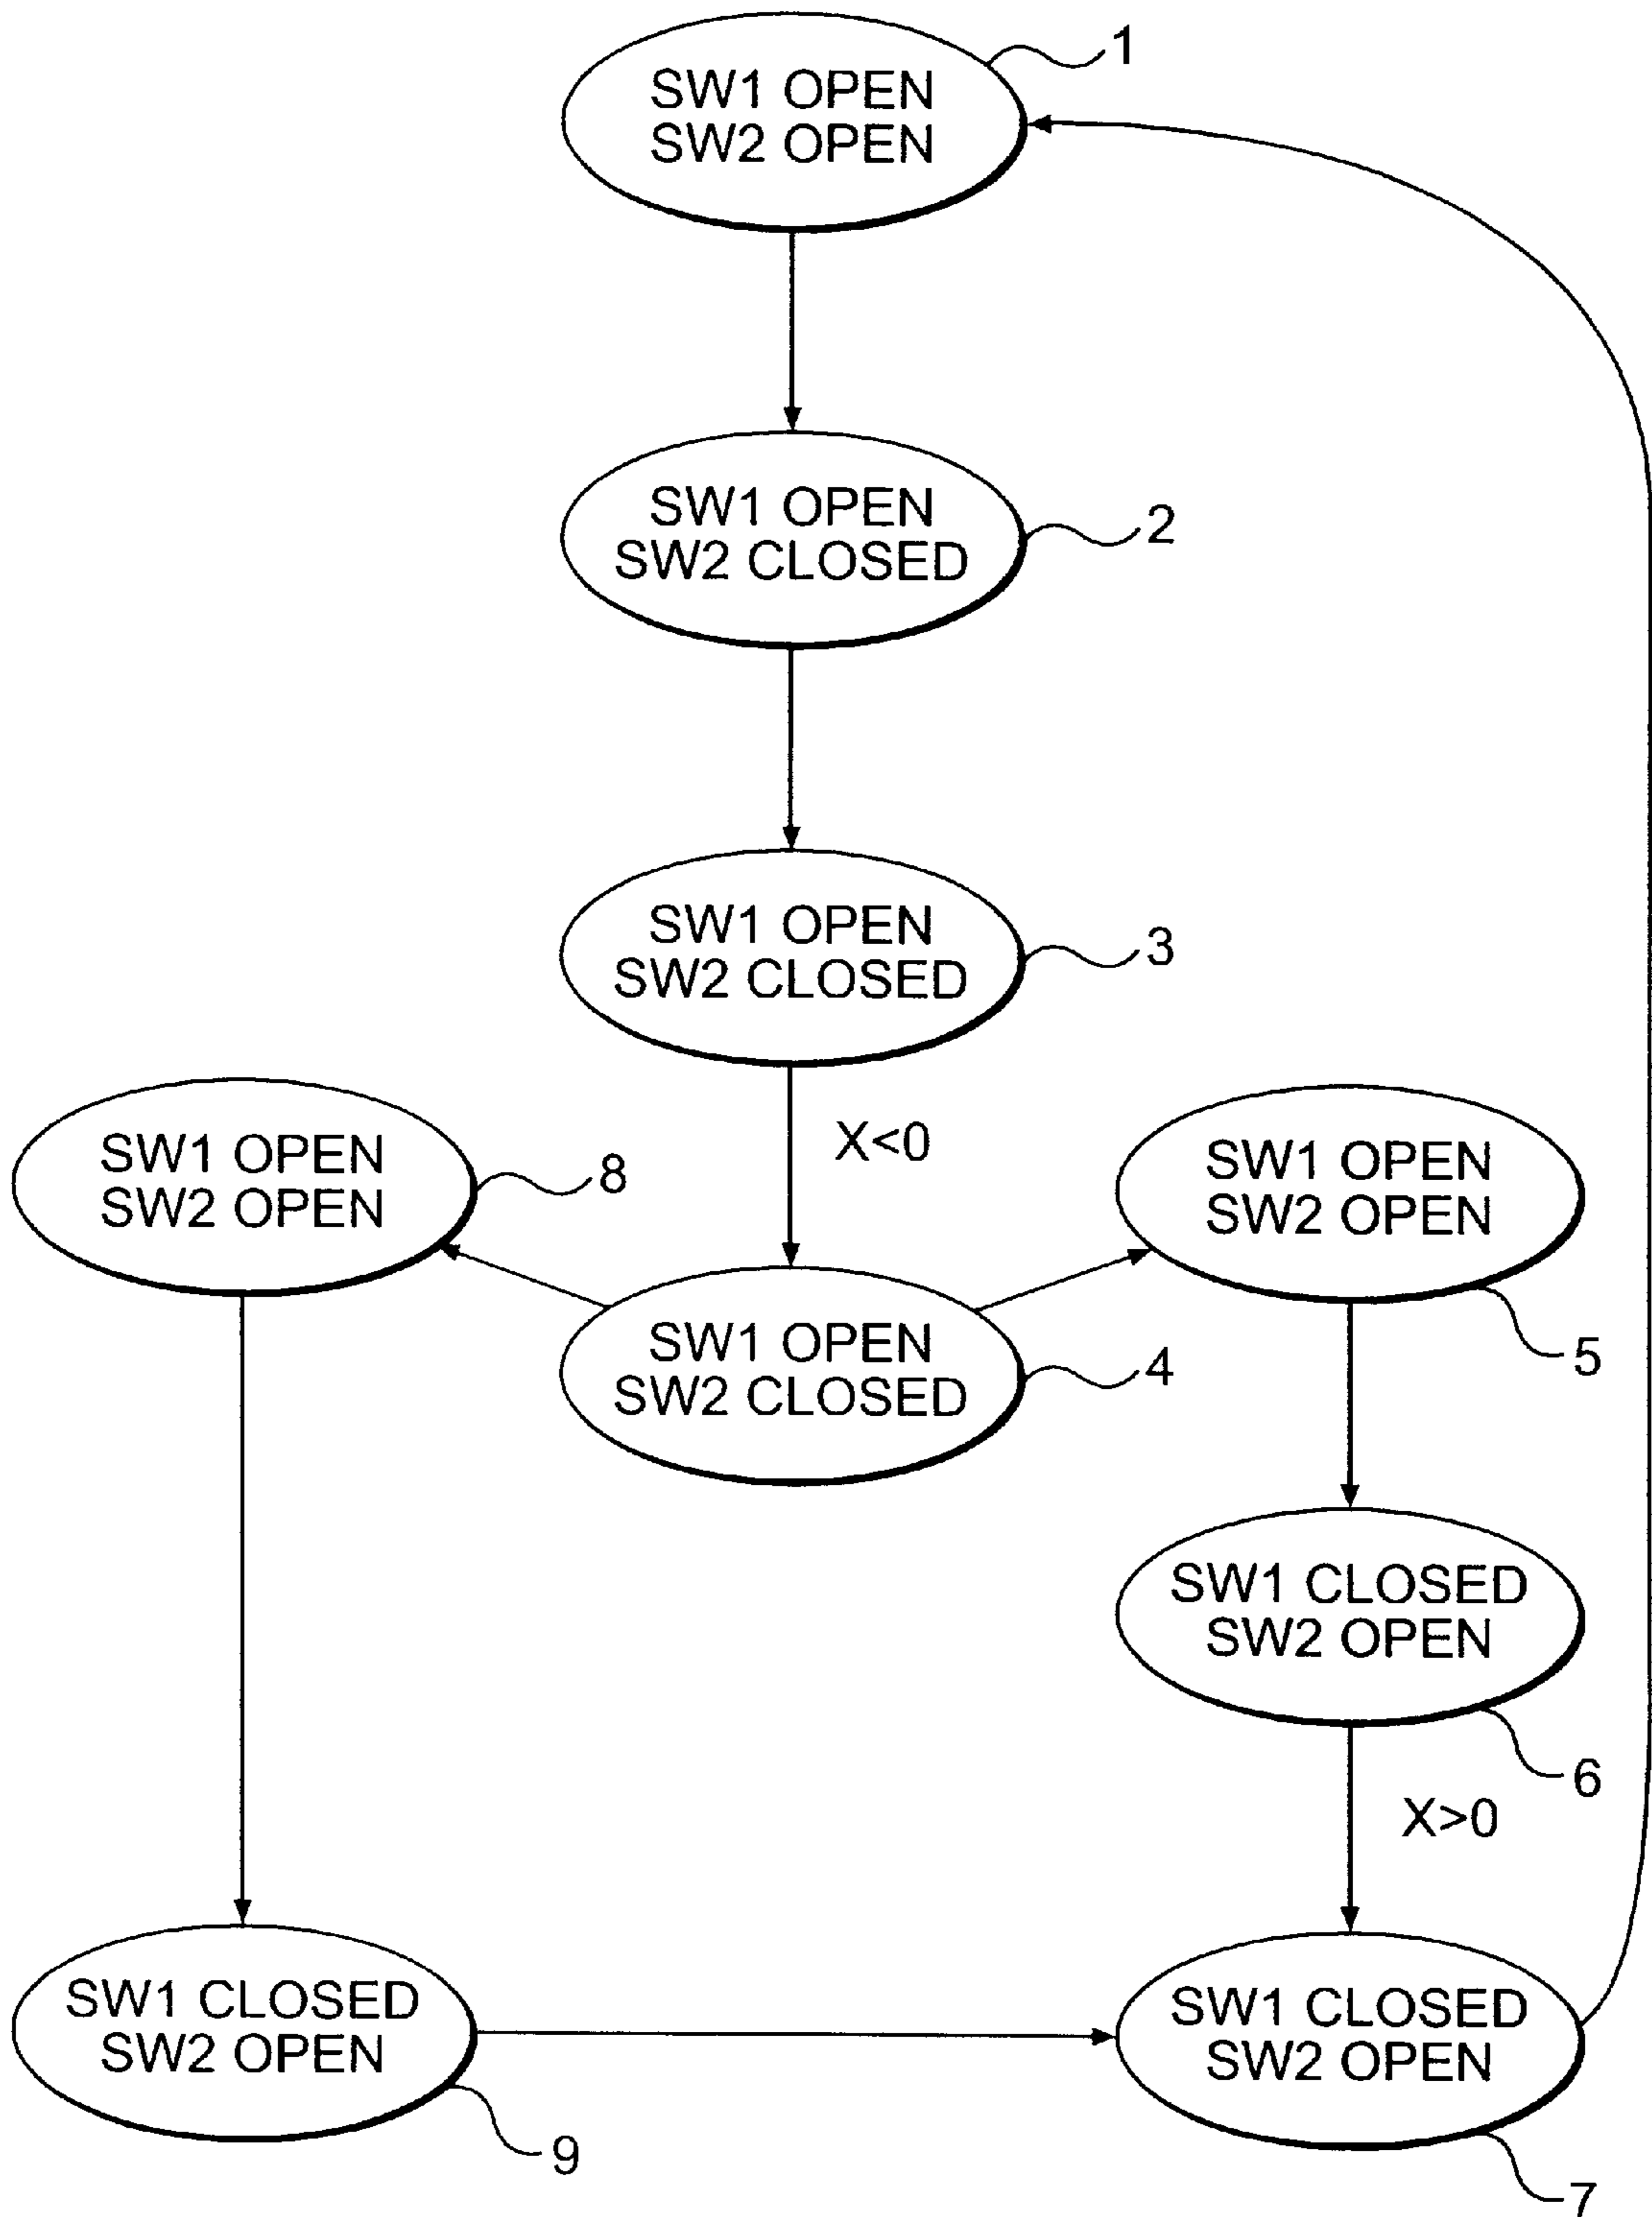 1
SW1 OPEN
SW2 OPEN
SW1 OPEN
SW2 CLOSED
2
SW1 OPEN
SW2 CLOSED
3
X<0
SW1 OPEN
SW2 OPEN
8
SW1 OPEN
SW2 OPEN
5
SW1 OPEN
SW2 CLOSED
4
SW1 CLOSED
SW2 OPEN
6
X>0
SW1 CLOSED
SW2 OPEN
9
SW1 CLOSED
SW2 OPEN
7